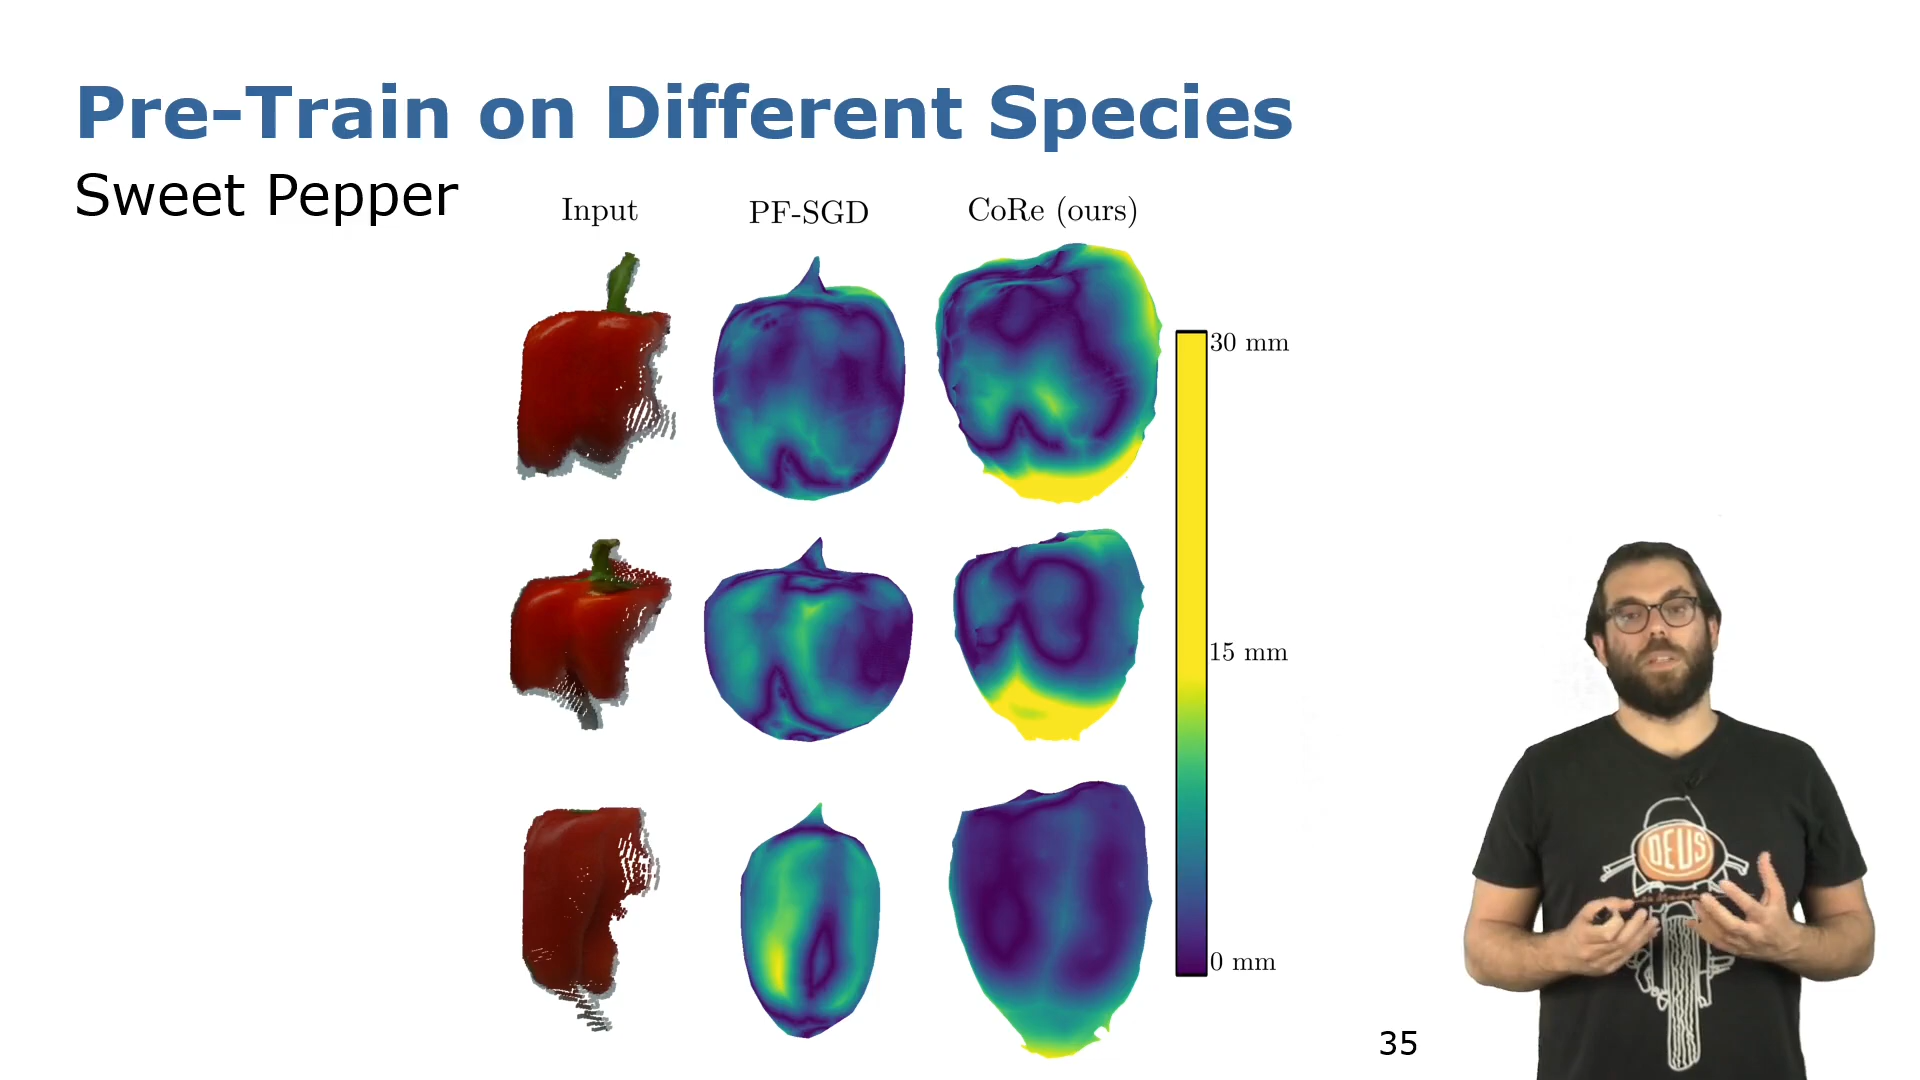 Pre-Train on Different Species
Sweet Pepper
Input
PF-SGD
CoRe (ours)
30 mm
15 mm
0 mm
DEUS
35